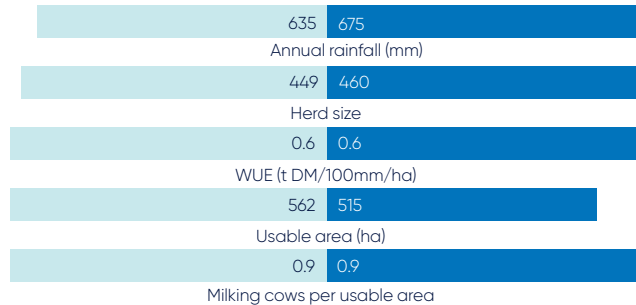 635 675
Annual rainfall (mm)
449 460
Herd size
0.6 0.6
WUE (t DM/100mm/ha)
562 515
Usable area (ha)
0.9 0.9
Milking cows per usable area